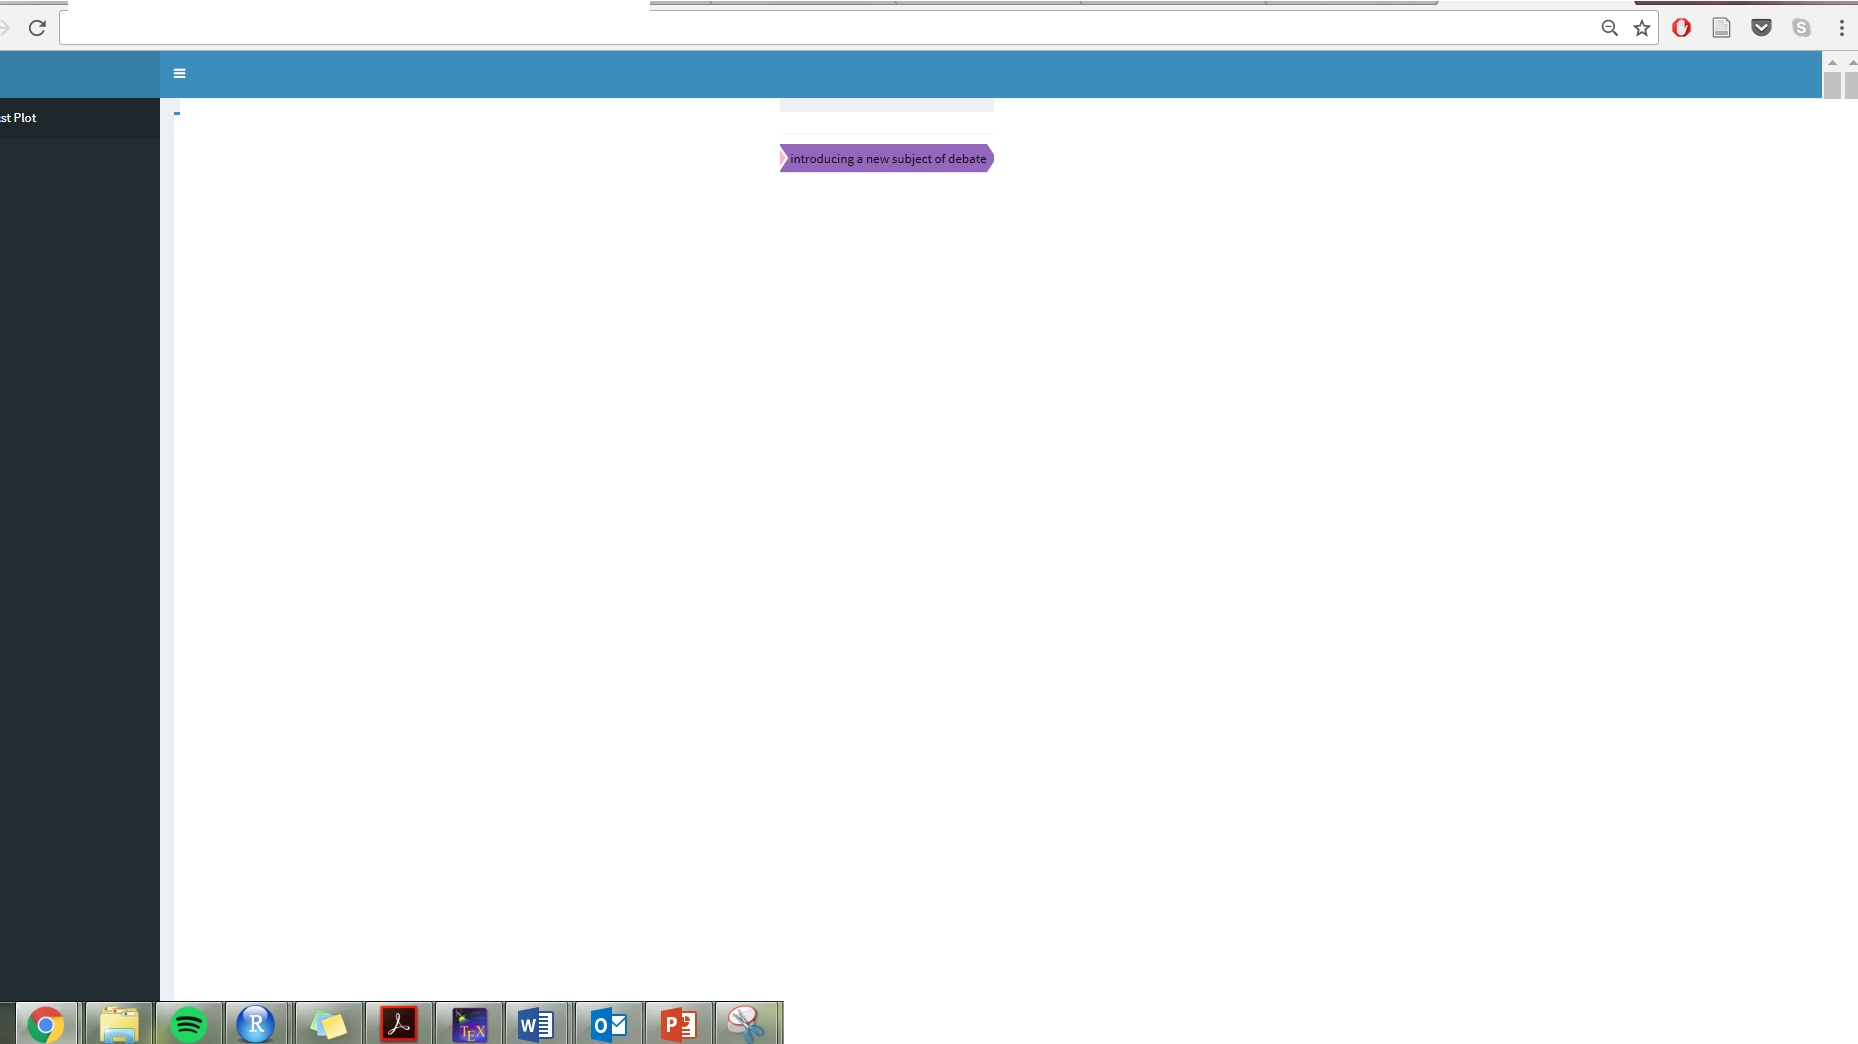 st Plot
introducing a new subject of debate
S
R
TEX
W
O
P